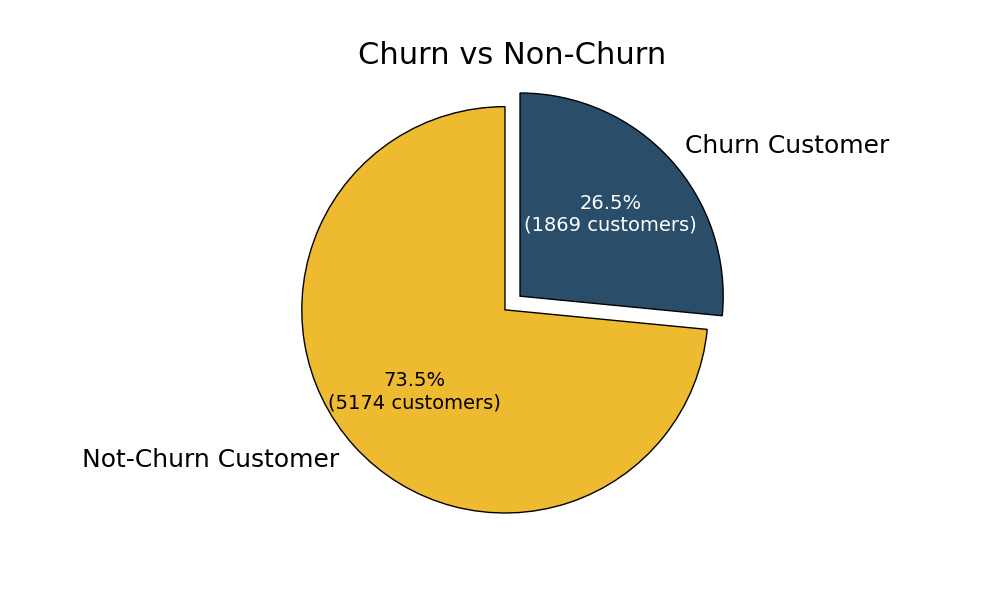 Churn vs Non-Churn
Churn Customer
26.5%
(1869 customers)
73.5%
(5174 customers)
Not-Churn Customer